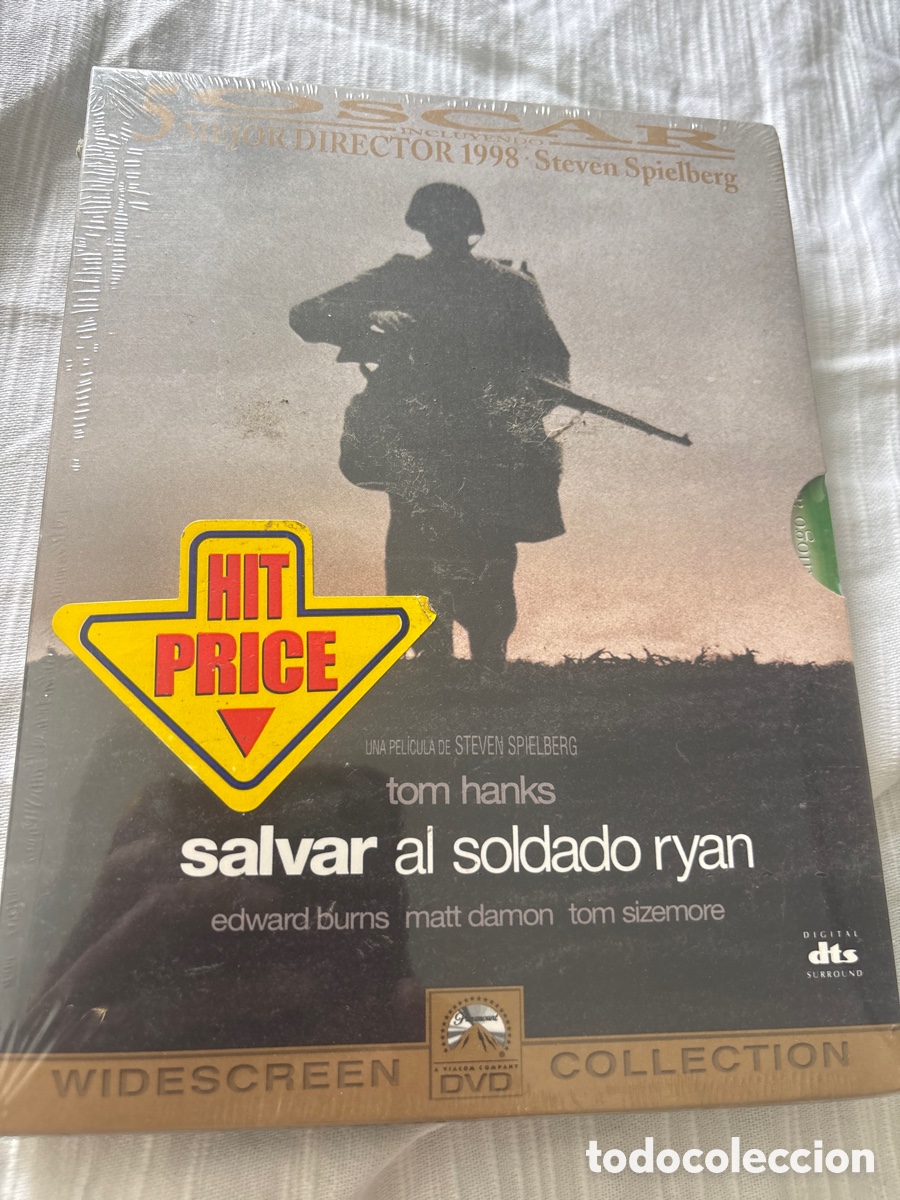 5 OSCAR
INCLUYENDO
MEJOR DIRECTOR 1998 · Steven Spielberg
HIT
PRICE
UNA PELÍCULA DE STEVEN SPIELBERG
tom hanks
salvar al soldado ryan
edward burns matt damon tom sizemore
DIGITAL
dts
SURROUND
Paramount
A VIACOM COMPANY
WIDESCREEN DVD COLLECTION
todocoleccion